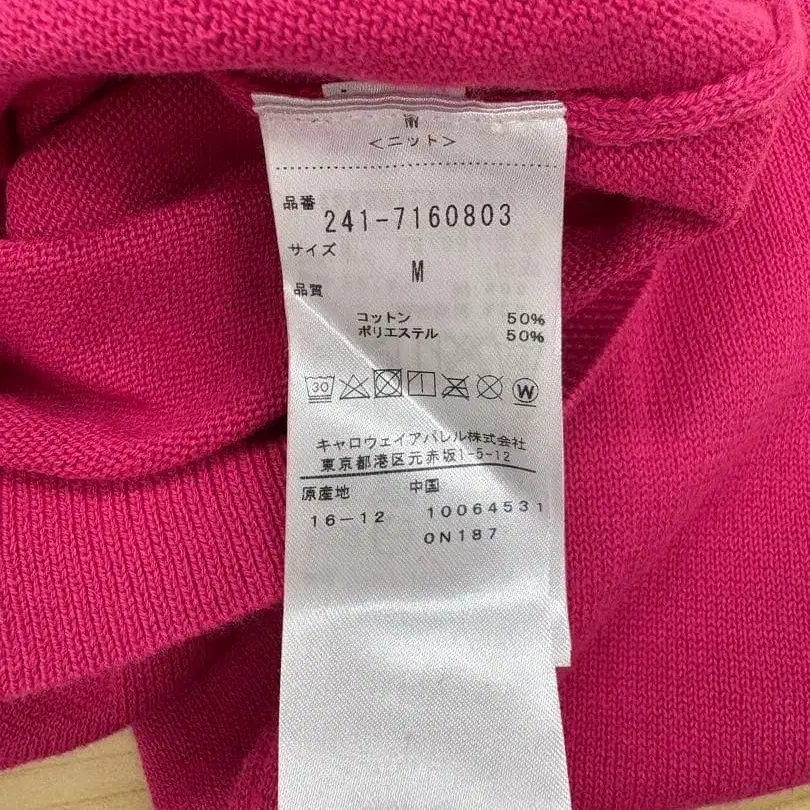 <ニット>
品番
241-7160803
サイズ
M
品質
コットン 50%
ポリエステル 50%
30 W
キャロウェイアパレル株式会社
東京都港区元赤坂1-5-12
原産地 中国
16-12 10064531
0N187